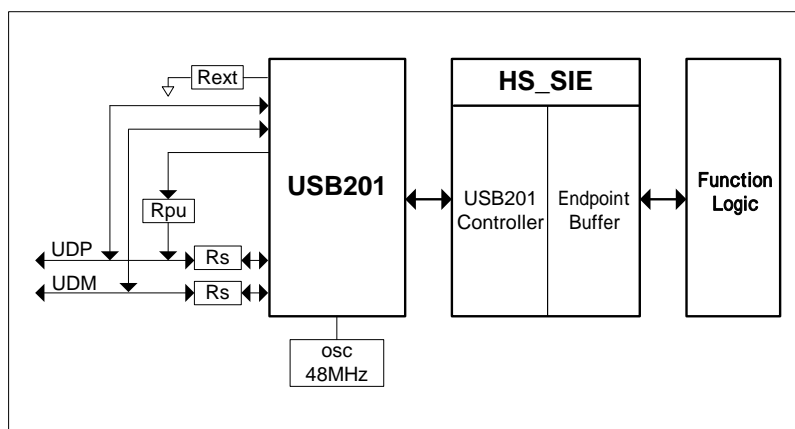 Rext
HS_SIE
USB201
USB201
Controller
Endpoint
Buffer
Function
Logic
Rpu
UDP
Rs
UDM
Rs
osc
48MHz